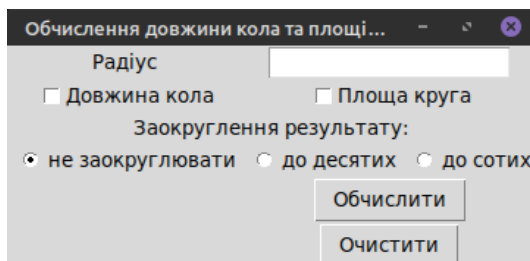 Обчислення довжини кола та площі...
Радіус
Довжина кола Площа круга
Заокруглення результату:
не заокруглювати до десятих до сотих
Обчислити
Очистити